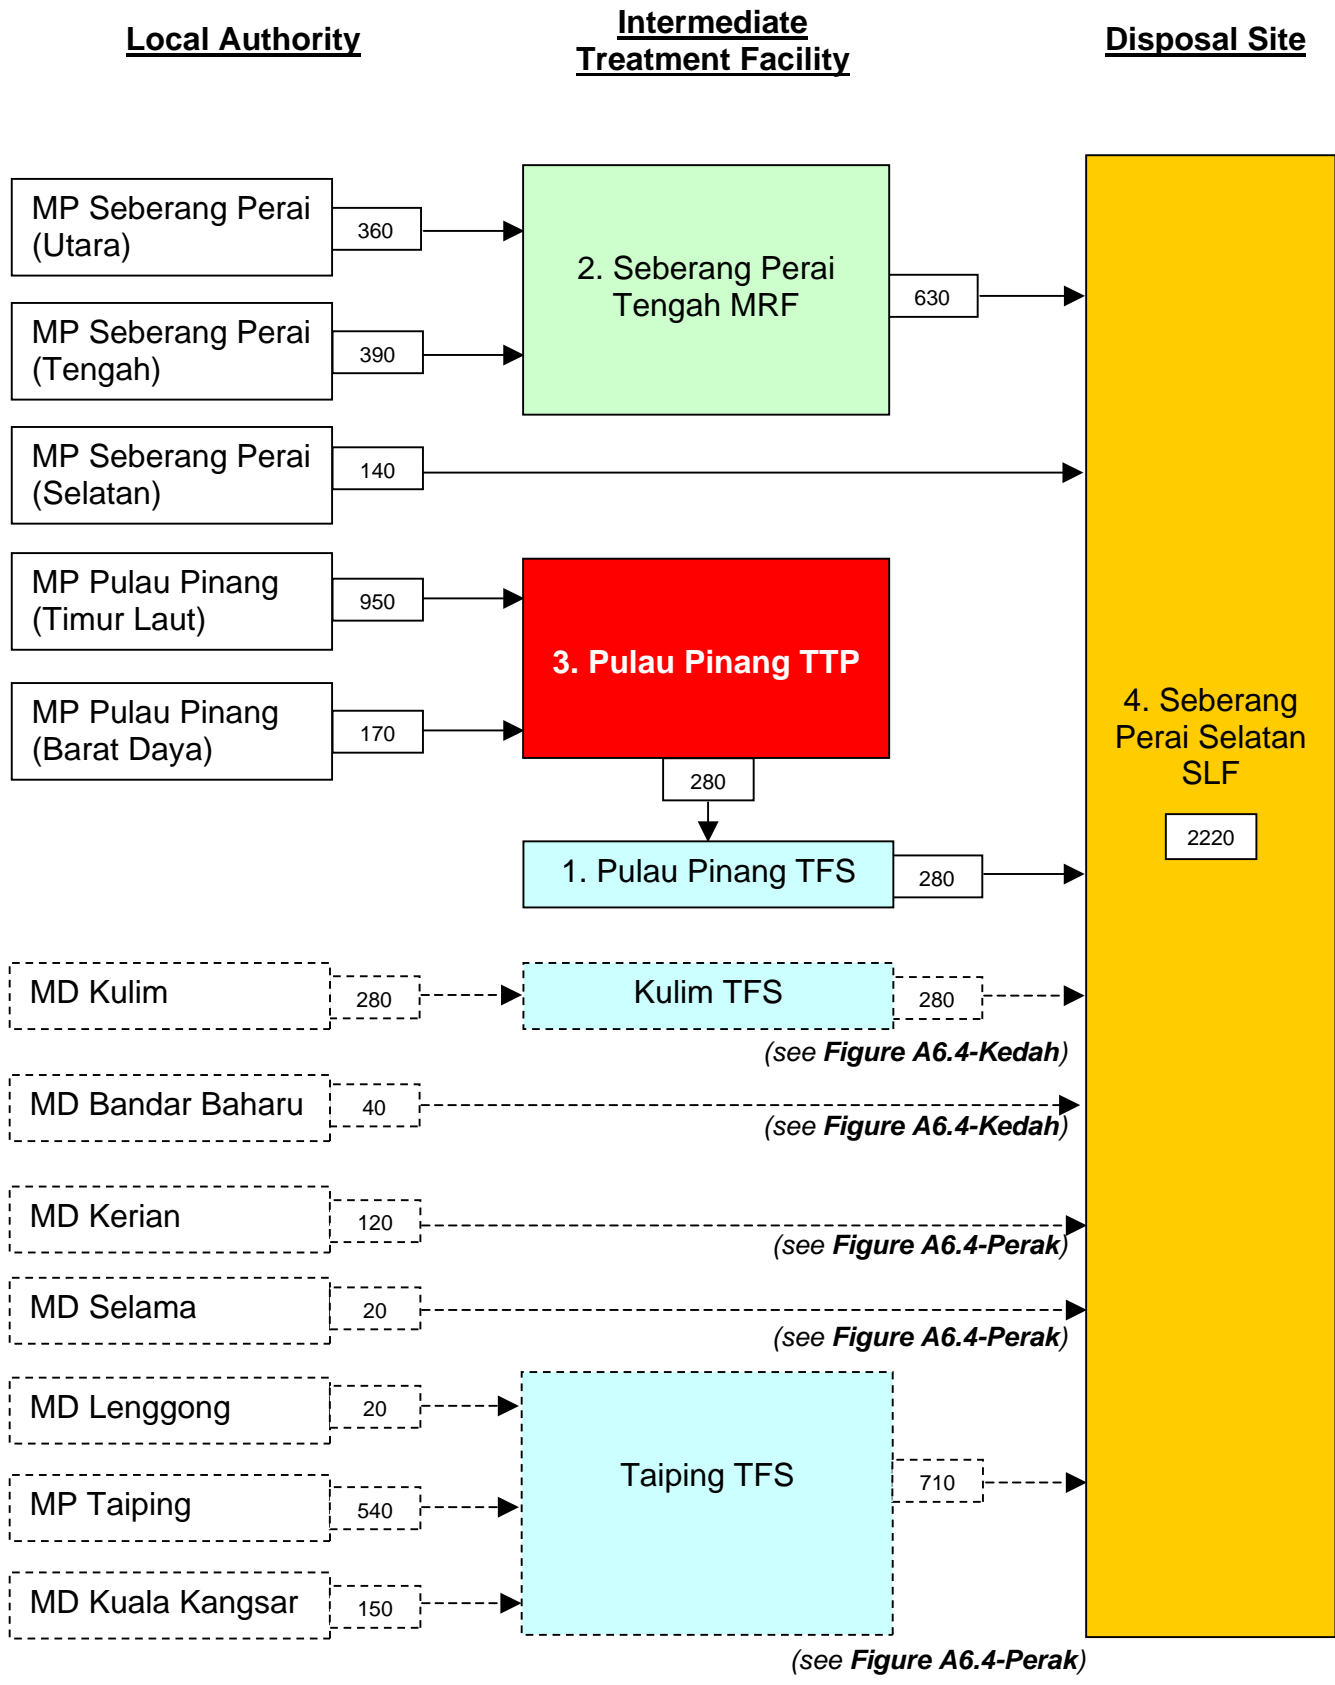 Local Authority
Intermediate
Treatment Facility
Disposal Site
MP Seberang Perai
(Utara)
360
2. Seberang Perai
Tengah MRF
630
MP Seberang Perai
(Tengah)
390
MP Seberang Perai
(Selatan)
140
MP Pulau Pinang
(Timur Laut)
950
3. Pulau Pinang TTP
MP Pulau Pinang
(Barat Daya)
170
280
1. Pulau Pinang TFS
280
4. Seberang
Perai Selatan
SLF
2220
MD Kulim
280
Kulim TFS
280
(see Figure A6.4-Kedah)
MD Bandar Baharu
40
(see Figure A6.4-Kedah)
MD Kerian
120
(see Figure A6.4-Perak)
MD Selama
20
(see Figure A6.4-Perak)
MD Lenggong
20
Taiping TFS
710
MP Taiping
540
MD Kuala Kangsar
150
(see Figure A6.4-Perak)